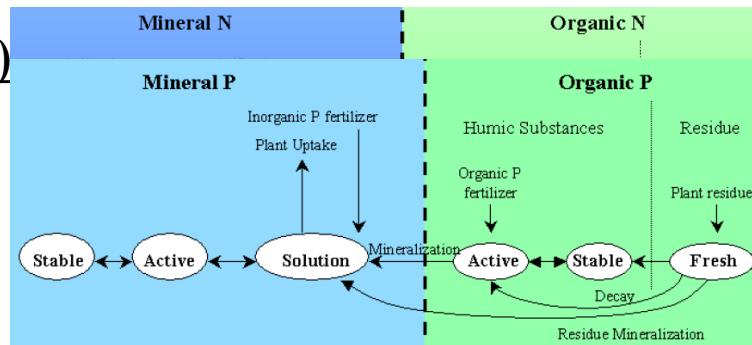 Mineral N
Organic N
)
Mineral P
Organic P
Inorganic P fertilizer
Plant Uptake
Humic Substances
Residue
Organic P
fertilizer
Plant residue
Stable
Active
Solution
Mineralization
Active
Stable
Fresh
Decay
Residue Mineralization